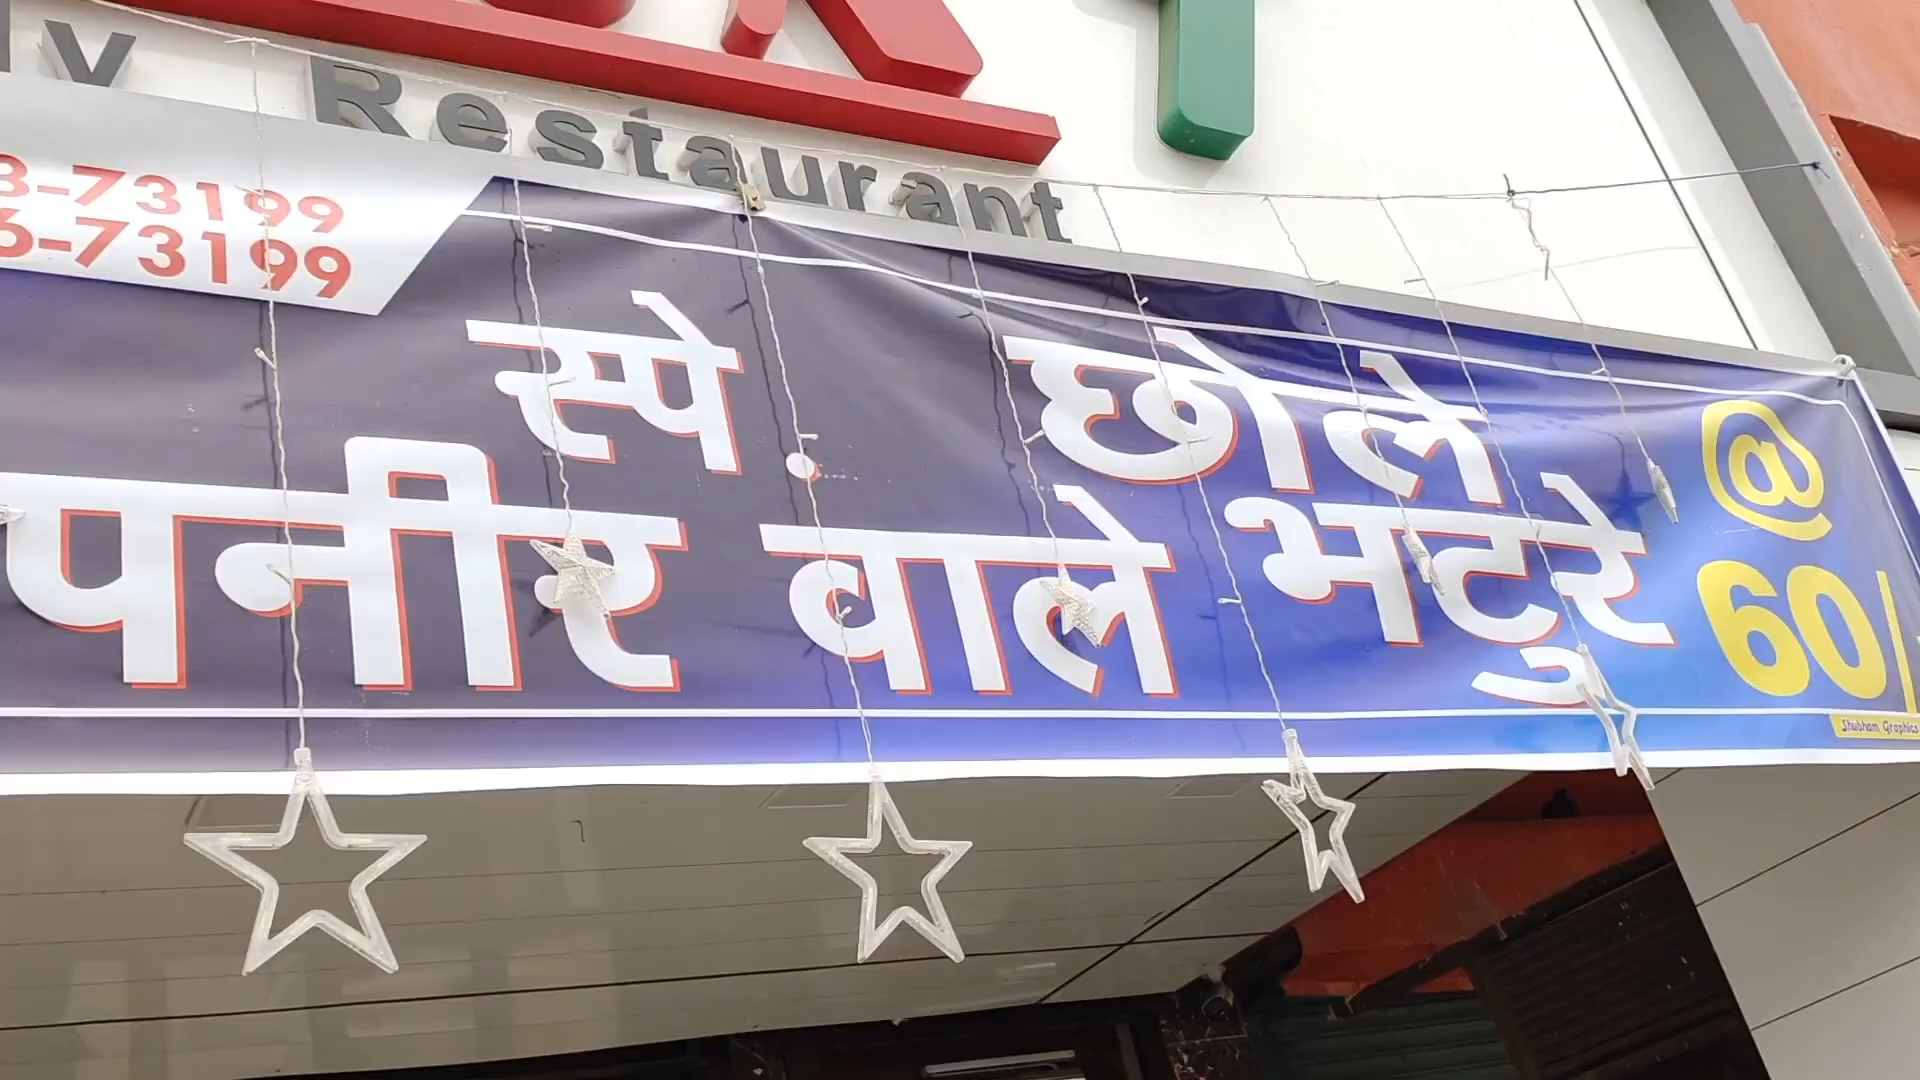 Restaurant
3-73199
6-73199
स्पे. छोले
पनीर वाले भटुरे
@
60/
Shubham Graphics